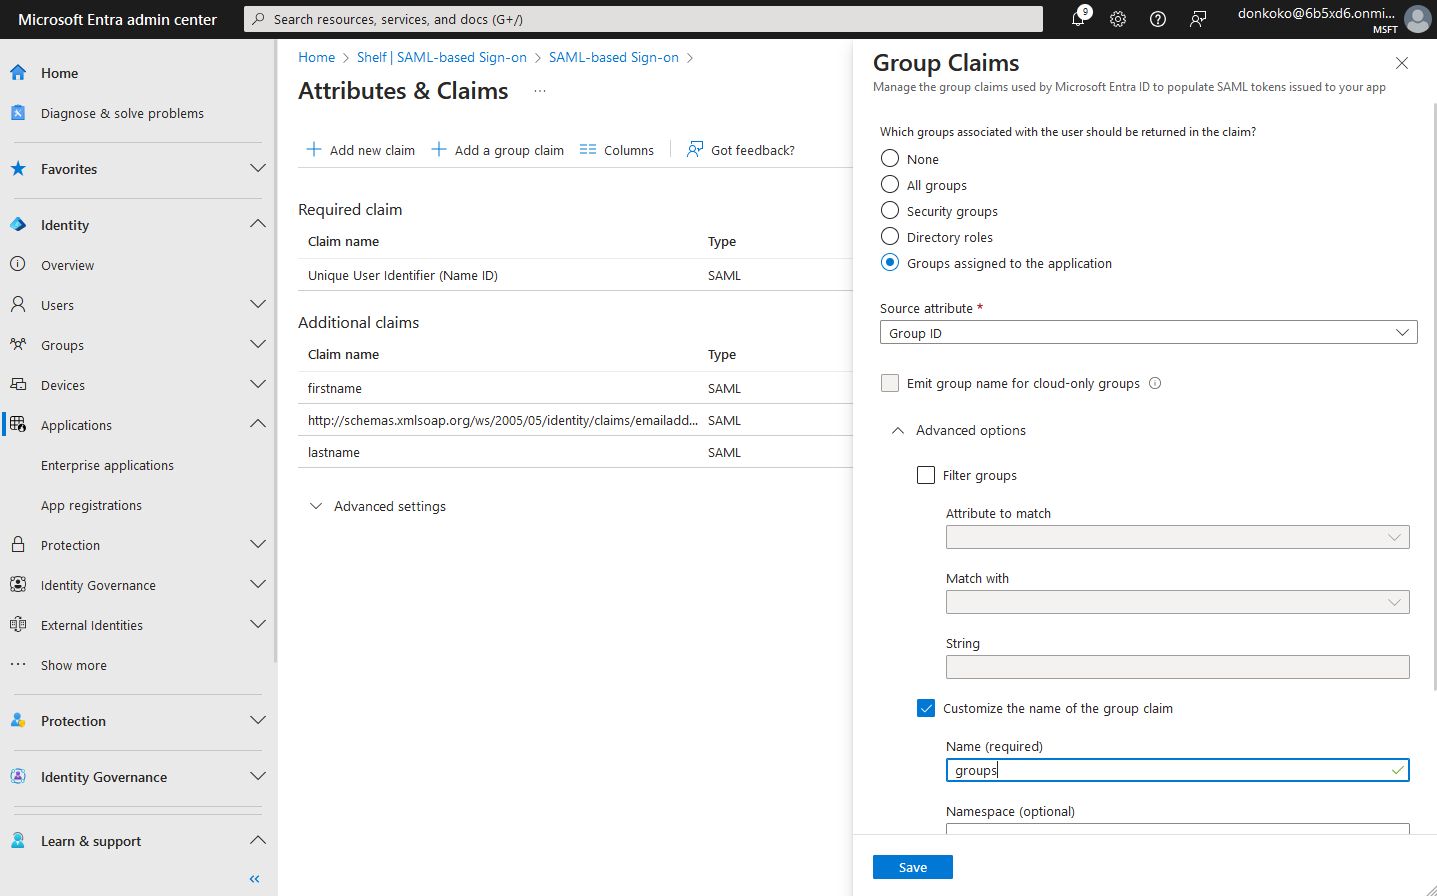 Microsoft Entra admin center
Search resources, services, and docs (G+/)
9
donkoko@6b5xd6.onmi...
MSFT
Home
Diagnose & solve problems
Favorites
Identity
Overview
Users
Groups
Devices
Applications
Enterprise applications
App registrations
Protection
Identity Governance
External Identities
Show more
Protection
Identity Governance
Learn & support
Home > Shelf | SAML-based Sign-on > SAML-based Sign-on >
Attributes & Claims ...
Add new claim Add a group claim Columns Got feedback?
Required claim
Claim name Type
Unique User Identifier (Name ID) SAML
Additional claims
Claim name Type
firstname SAML
http://schemas.xmlsoap.org/ws/2005/05/identity/claims/emailadd... SAML
lastname SAML
Advanced settings
Group Claims
Manage the group claims used by Microsoft Entra ID to populate SAML tokens issued to your app
Which groups associated with the user should be returned in the claim?
None
All groups
Security groups
Directory roles
Groups assigned to the application
Source attribute *
Group ID
Emit group name for cloud-only groups
Advanced options
Filter groups
Attribute to match
Match with
String
Customize the name of the group claim
Name (required)
groups
Namespace (optional)
Save